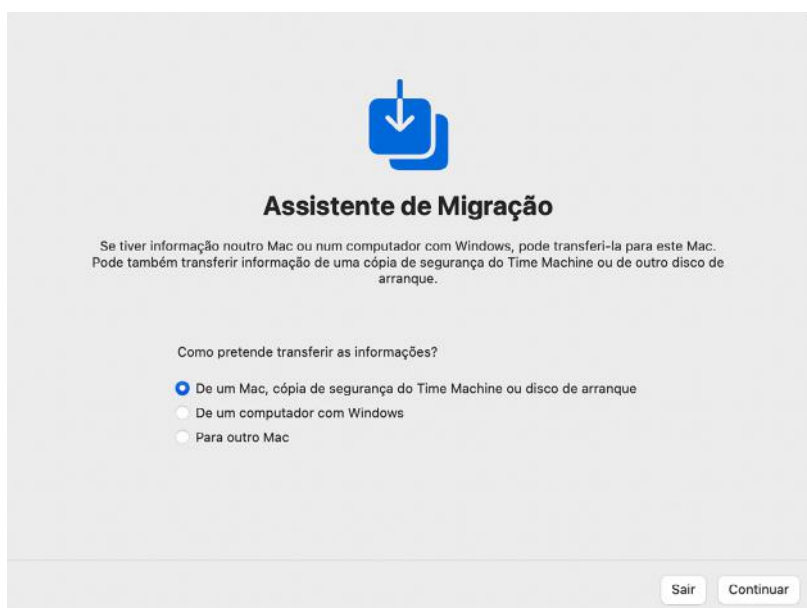 Assistente de Migração
Se tiver informação noutro Mac ou num computador com Windows, pode transferi-la para este Mac.
Pode também transferir informação de uma cópia de segurança do Time Machine ou de outro disco de
arranque.
Como pretende transferir as informações?
De um Mac, cópia de segurança do Time Machine ou disco de arranque
De um computador com Windows
Para outro Mac
Sair Continuar